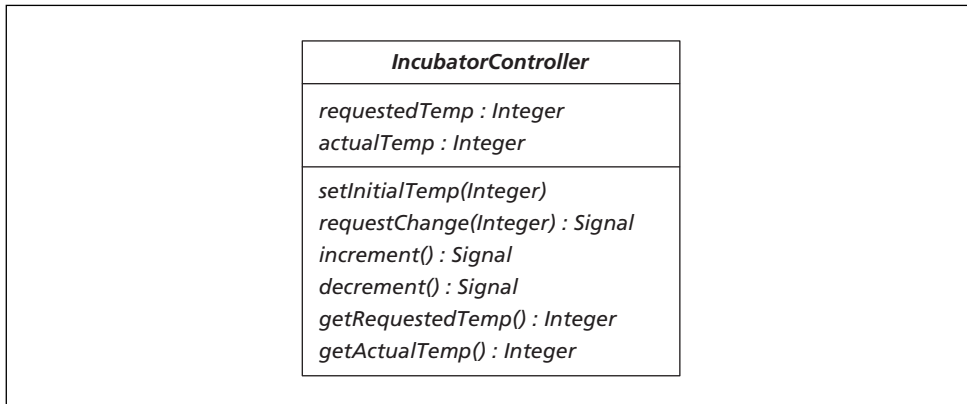 IncubatorController
requestedTemp : Integer
actualTemp : Integer
setInitialTemp(Integer)
requestChange(Integer) : Signal
increment() : Signal
decrement() : Signal
getRequestedTemp() : Integer
getActualTemp() : Integer